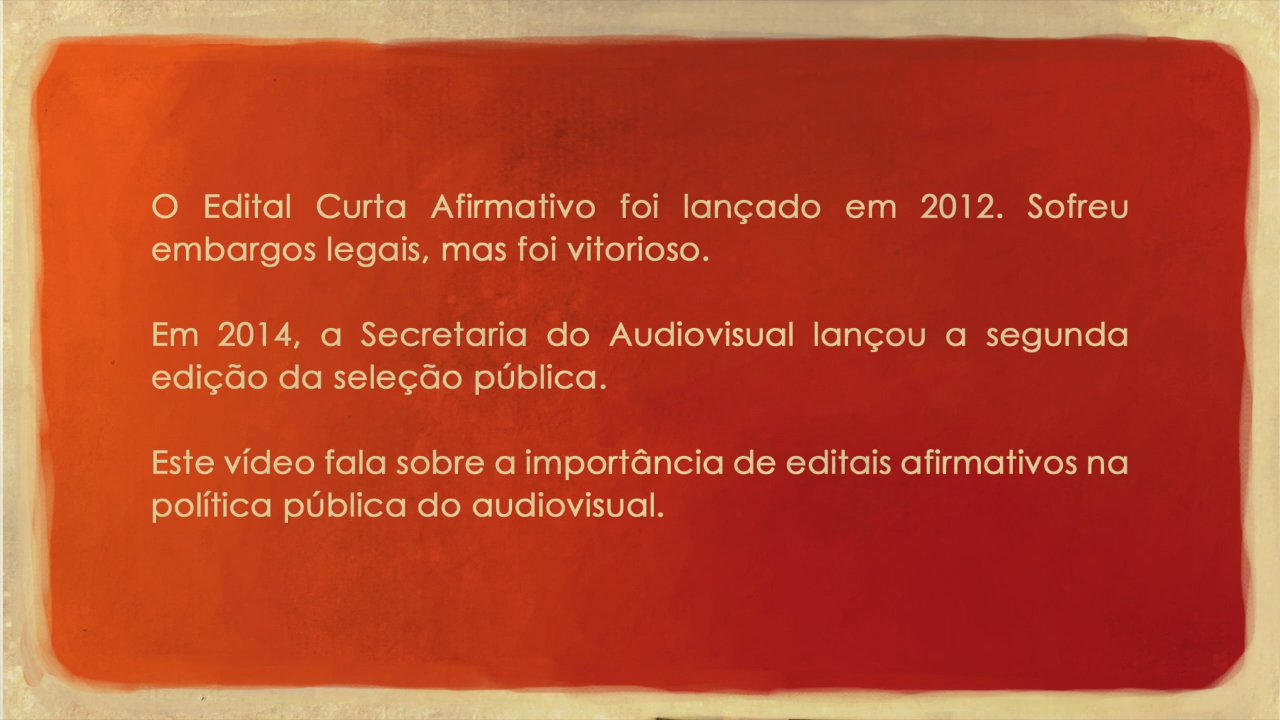 O Edital Curta Afirmativo foi lançado em 2012. Sofreu
embargos legais, mas foi vitorioso.
Em 2014, a Secretaria do Audiovisual lançou a segunda
edição da seleção pública.
Este vídeo fala sobre a importância de editais afirmativos na
política pública do audiovisual.